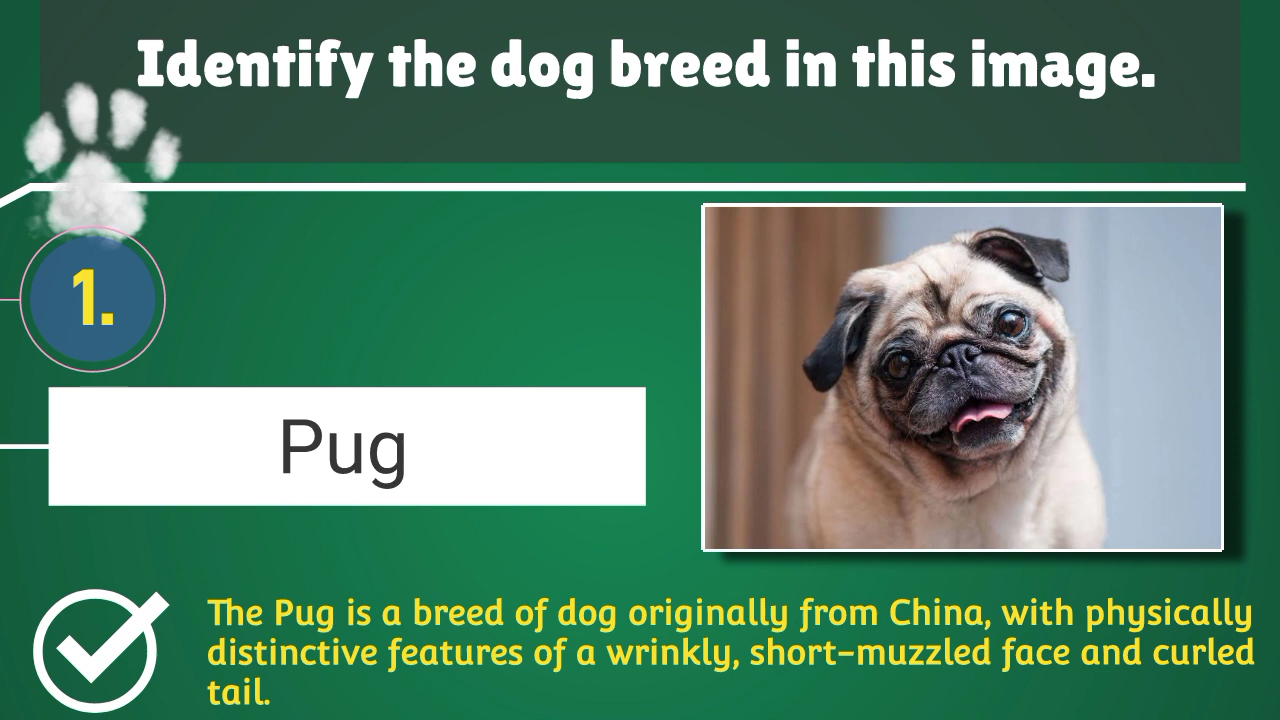 Identify the dog breed in this image.
1.
Pug
The Pug is a breed of dog originally from China, with physically
distinctive features of a wrinkly, short-muzzled face and curled
tail.